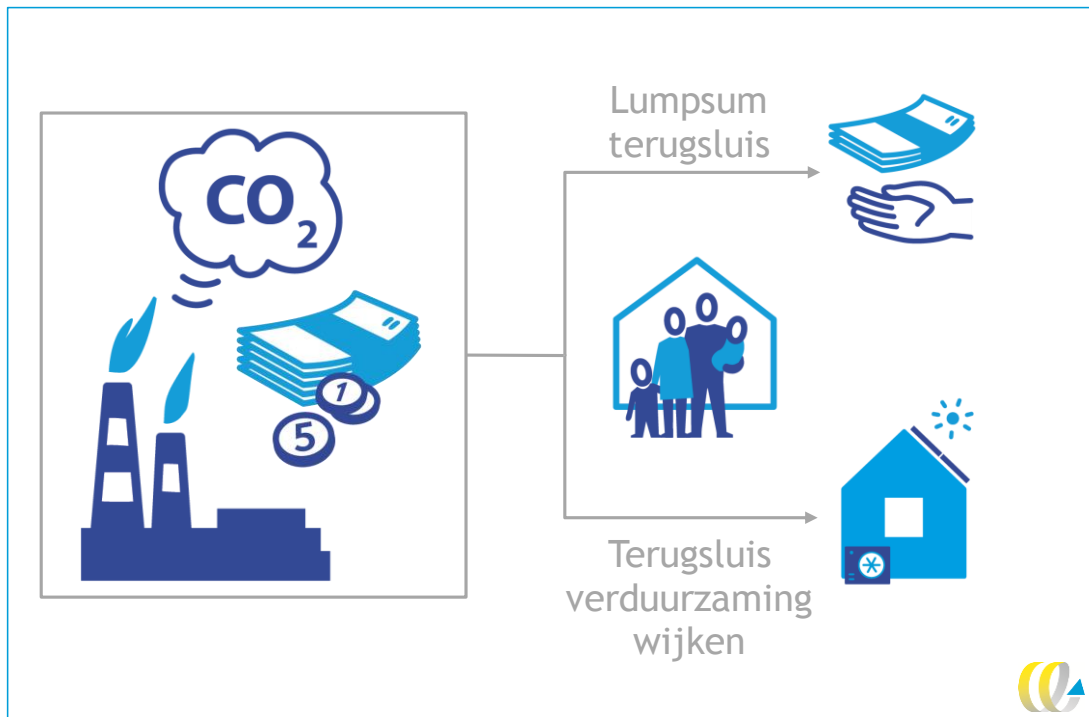 CO2
1
5
Lumpsum
terugsluis
Terugsluis
verduurzaming
wijken